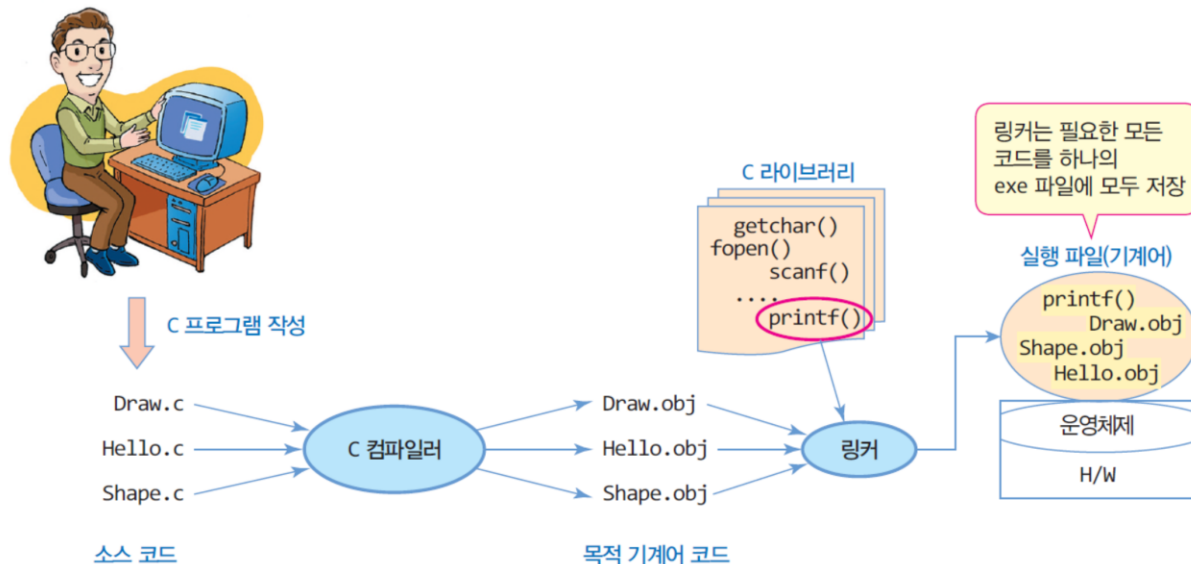 링커는 필요한 모든
코드를 하나의
exe 파일에 모두 저장
C 라이브러리
getchar()
fopen()
scanf()
....
printf()
실행 파일(기계어)
printf()
Draw.obj
Shape.obj
Hello.obj
C 프로그램 작성
Draw.c
Hello.c
Shape.c
C 컴파일러
Draw.obj
Hello.obj
Shape.obj
링커
운영체제
H/W
소스 코드
목적 기계어 코드